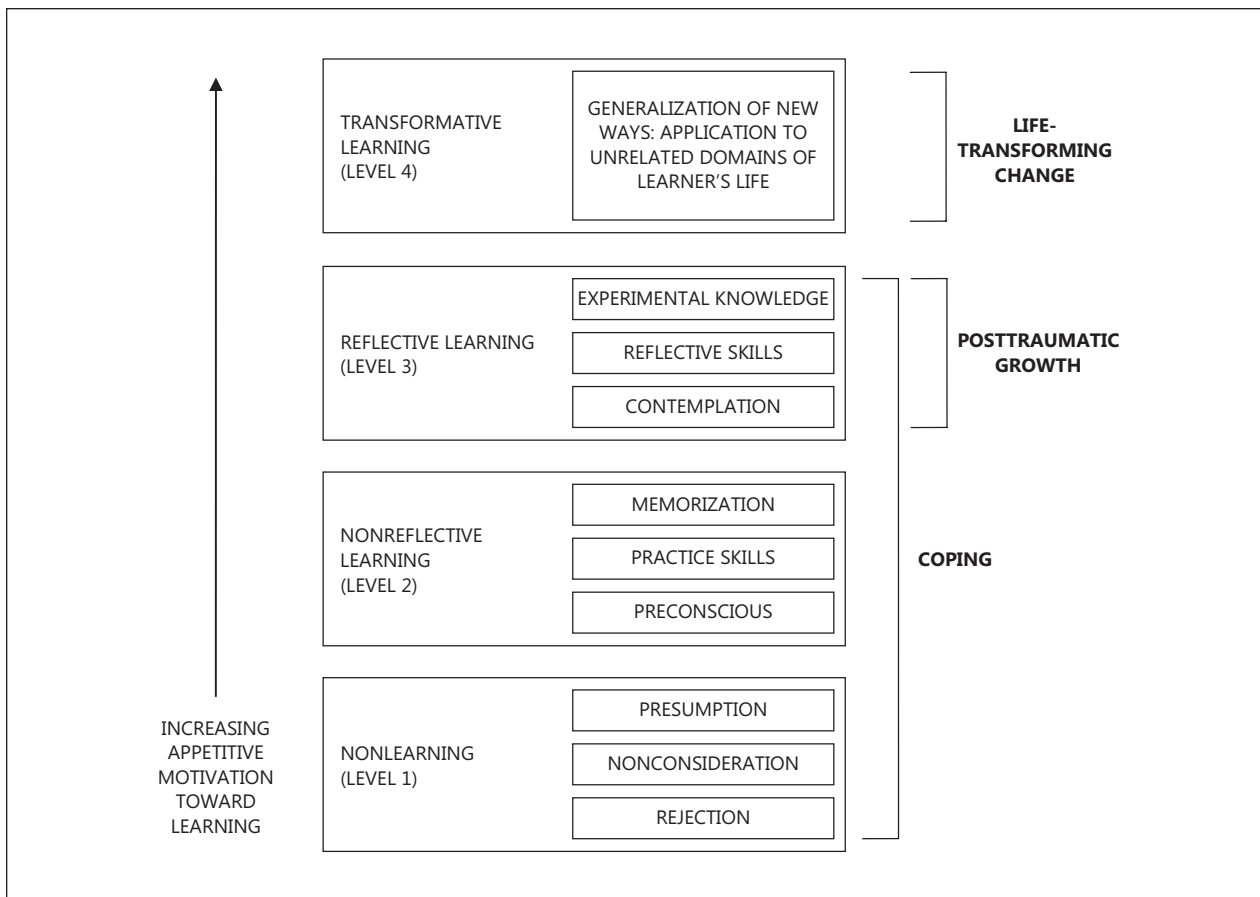 TRANSFORMATIVE
LEARNING
(LEVEL 4)
GENERALIZATION OF NEW
WAYS: APPLICATION TO
UNRELATED DOMAINS OF
LEARNER'S LIFE
LIFE-
TRANSFORMING
CHANGE
REFLECTIVE LEARNING
(LEVEL 3)
EXPERIMENTAL KNOWLEDGE
REFLECTIVE SKILLS
CONTEMPLATION
POSTTRAUMATIC
GROWTH
NONREFLECTIVE
LEARNING
(LEVEL 2)
MEMORIZATION
PRACTICE SKILLS
PRECONSCIOUS
COPING
NONLEARNING
(LEVEL 1)
PRESUMPTION
NONCONSIDERATION
REJECTION
INCREASING
APPETITIVE
MOTIVATION
TOWARD
LEARNING